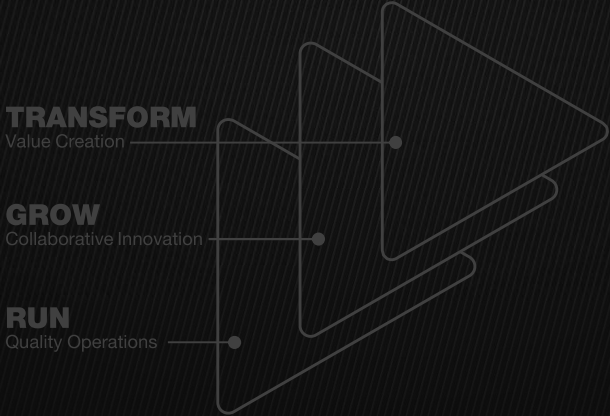 TRANSFORM
Value Creation
GROW
Collaborative Innovation
RUN
Quality Operations